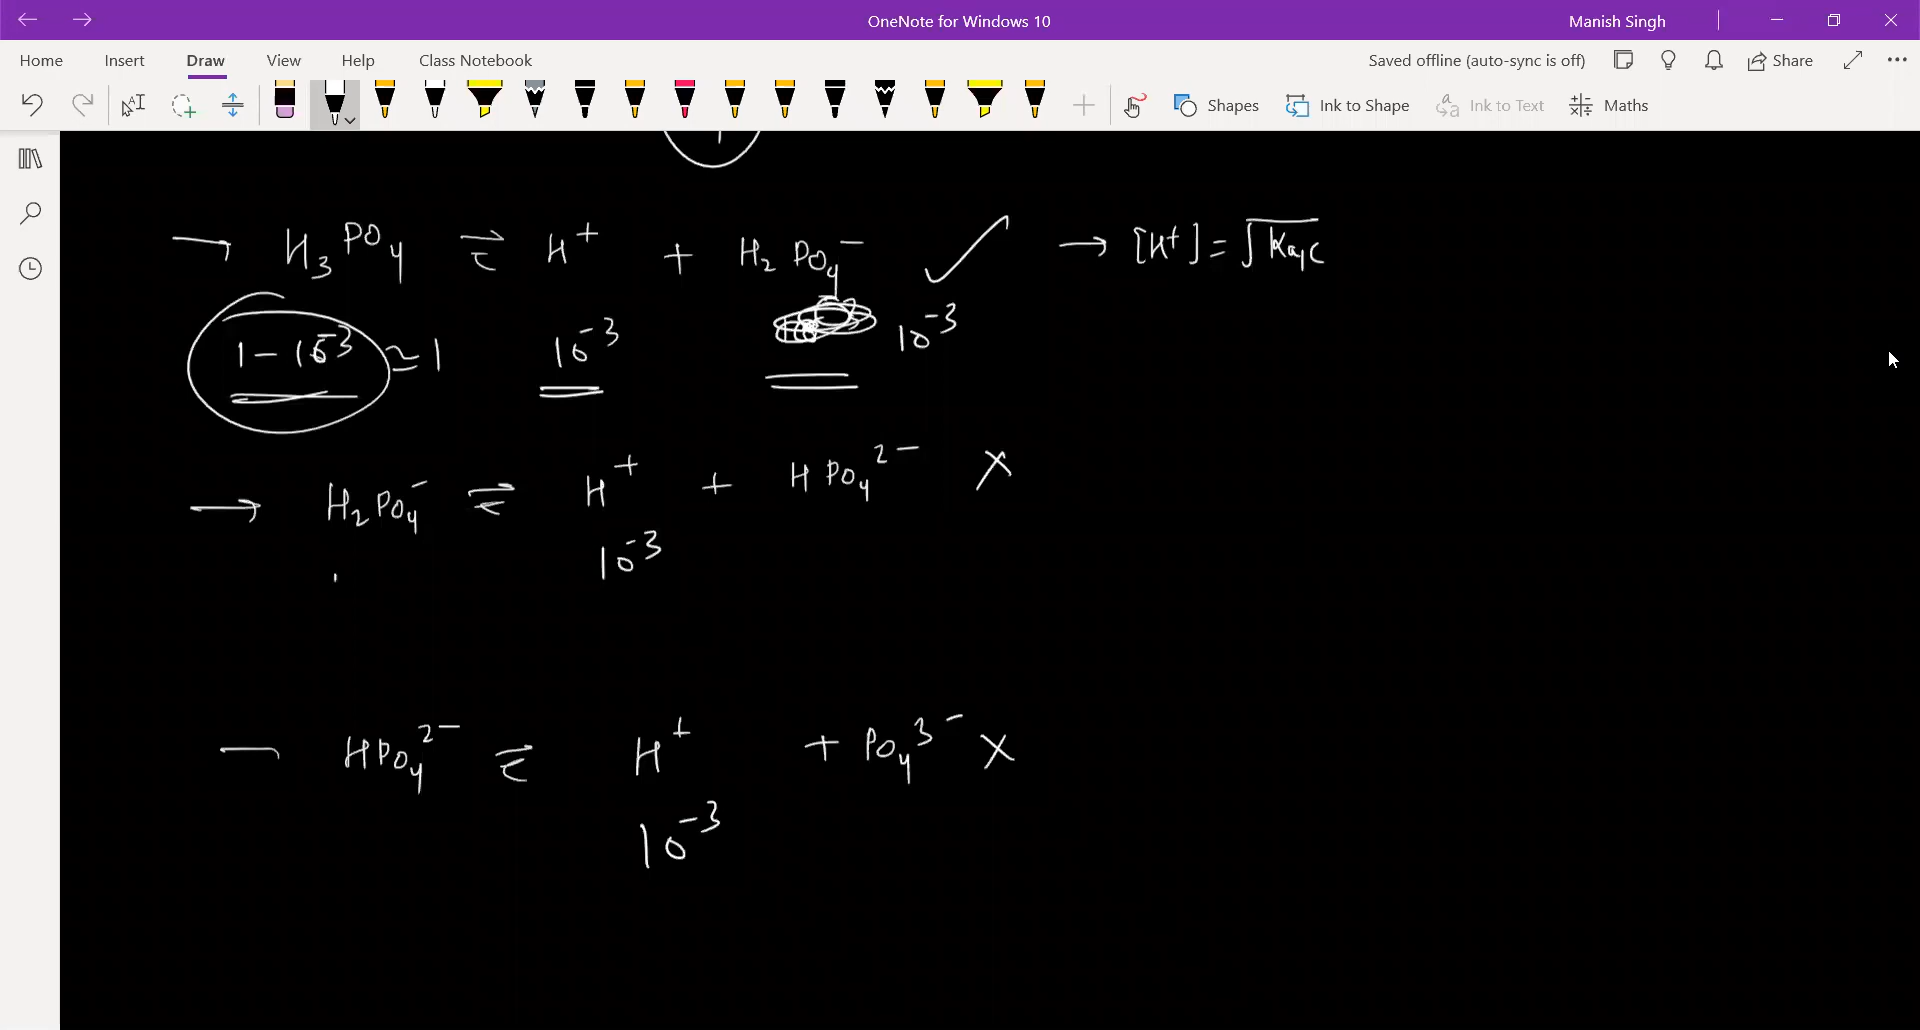 OneNote for Windows 10
Manish Singh
Home Insert Draw View Help Class Notebook
Saved offline (auto-sync is off) Share
Shapes Ink to Shape Ink to Text Maths
→ H₃PO₄ ⇌ H⁺ + H₂PO₄⁻ ✓ → [H⁺] = √Ka₁C
1 - 10⁻³ ≈ 1 10⁻³ 10⁻³
→ H₂PO₄⁻ ⇌ H⁺ + HPO₄²⁻ X
10⁻³
— HPO₄²⁻ ⇌ H⁺ + PO₄³⁻ X
10⁻³